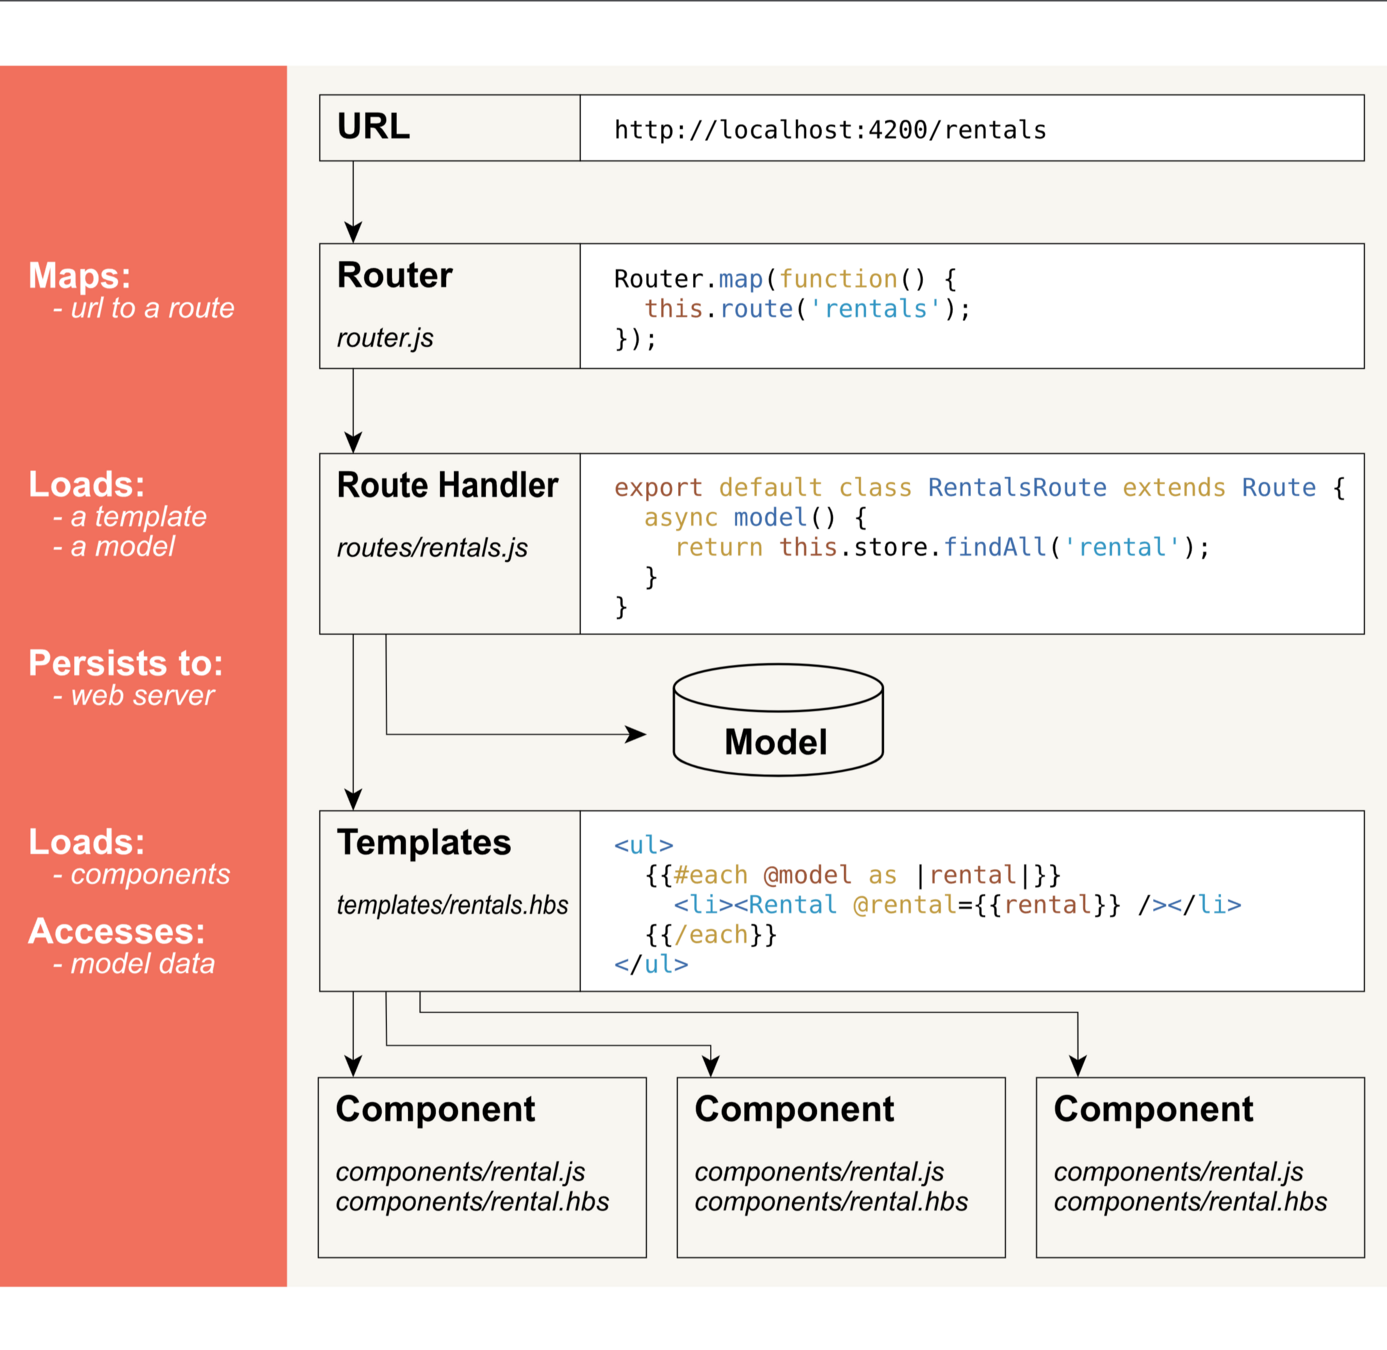 URL
http://localhost:4200/rentals
Maps:
- url to a route
Router
router.js
Router.map(function() {
  this.route('rentals');
});
Loads:
- a template
- a model
Route Handler
routes/rentals.js
export default class RentalsRoute extends Route {
  async model() {
    return this.store.findAll('rental');
  }
}
Persists to:
- web server
Model
Loads:
- components
Accesses:
- model data
Templates
templates/rentals.hbs
<ul>
  {{#each @model as |rental|}}
    <li><Rental @rental={{rental}} /></li>
  {{/each}}
</ul>
Component
components/rental.js
components/rental.hbs
Component
components/rental.js
components/rental.hbs
Component
components/rental.js
components/rental.hbs